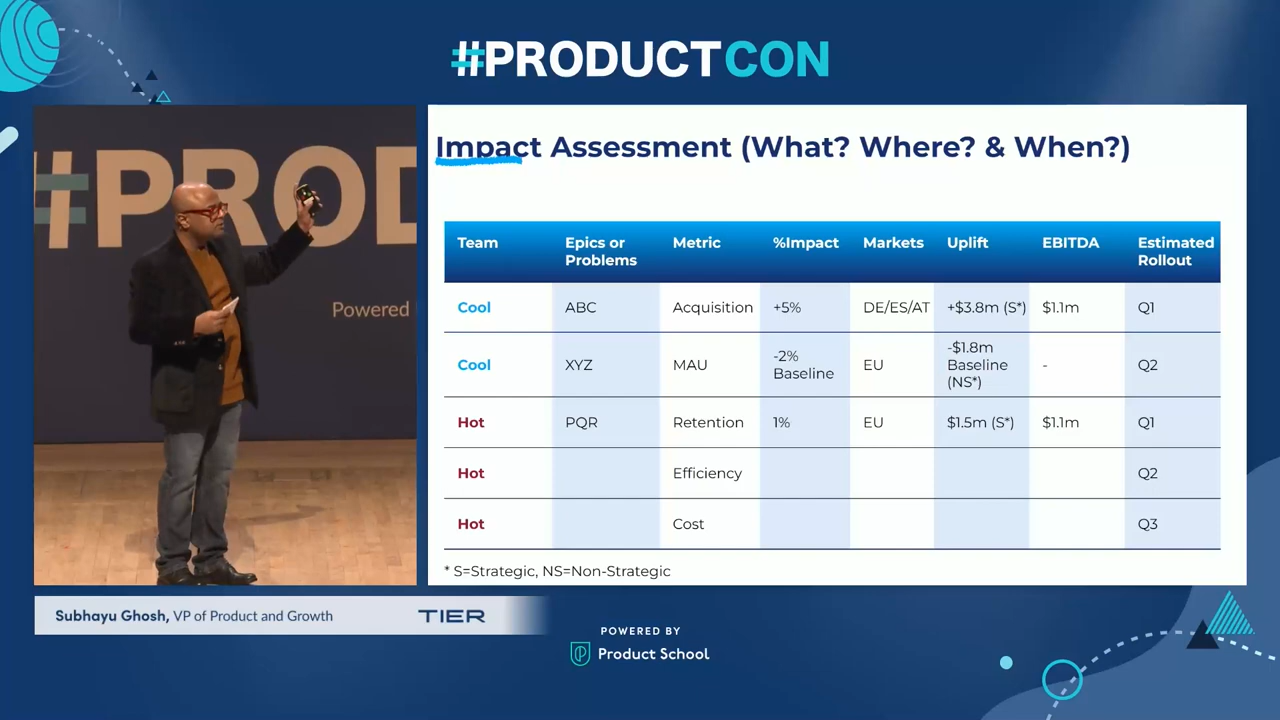 #PRODUCTCON
#PROD
Powered
Impact Assessment (What? Where? & When?)
Team Epics or Problems Metric %Impact Markets Uplift EBITDA Estimated Rollout
Cool ABC Acquisition +5% DE/ES/AT +$3.8m (S*) $1.1m Q1
Cool XYZ MAU -2% Baseline EU -$1.8m Baseline (NS*) - Q2
Hot PQR Retention 1% EU $1.5m (S*) $1.1m Q1
Hot Efficiency Q2
Hot Cost Q3
* S=Strategic, NS=Non-Strategic
Subhayu Ghosh, VP of Product and Growth TIER
POWERED BY
Product School